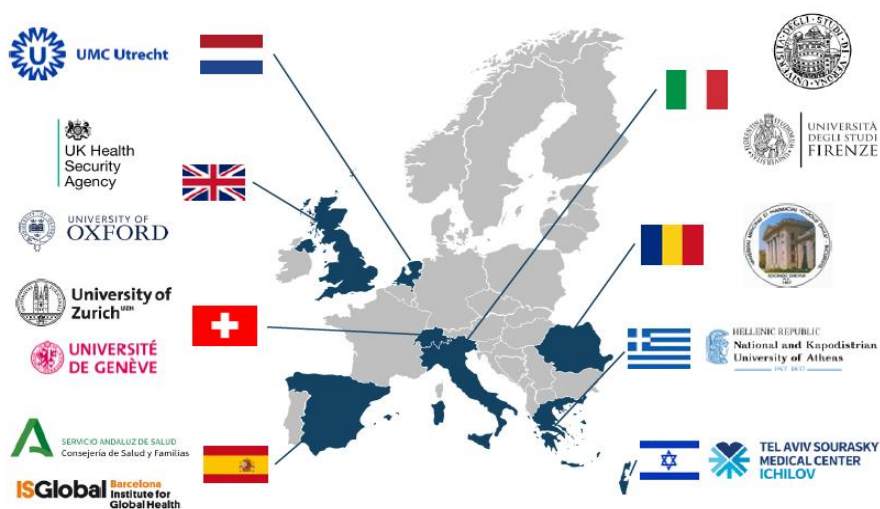 UMC Utrecht
UK Health
Security
Agency
UNIVERSITY OF
OXFORD
University of
Zurich UZH
UNIVERSITÉ
DE GENÈVE
SERVICIO ANDALUZ DE SALUD
Consejería de Salud y Familias
ISGlobal Barcelona
Institute for
Global Health
UNIVERSITÀ
DEGLI STUDI
FIRENZE
HELLENIC REPUBLIC
National and Kapodistrian
University of Athens
TEL AVIV SOURASKY
MEDICAL CENTER
ICHILOV